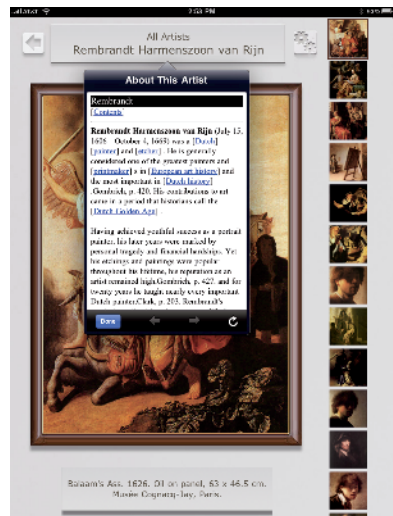 2:53 PM
All Artists
Rembrandt Harmenszoon van Rijn
About This Artist
Rembrandt
[Contents]
Rembrandt Harmenszoon van Rijn (July 15,
1606 - October 4, 1669) was a [Dutch]
[painter] and [etcher] . He is generally
considered one of the greatest painters and
[printmaker] s in [European art history] and
the most important in [Dutch history]
.Gombrich, p. 420. His contributions to art
came in a period that historians call the
[Dutch Golden Age] .
Having achieved youthful success as a portrait
painter, his later years were marked by
personal tragedy and financial hardships. Yet
his etchings and paintings were popular
throughout his lifetime, his reputation as an
artist remained high,Gombrich, p. 427. and for
twenty years he taught nearly every important
Dutch painter.Clark, p. 203. Rembrandt's
Done
Balaam's Ass. 1626. Oil on panel, 63 x 46.5 cm.
Musée Cognacq-Jay, Paris.